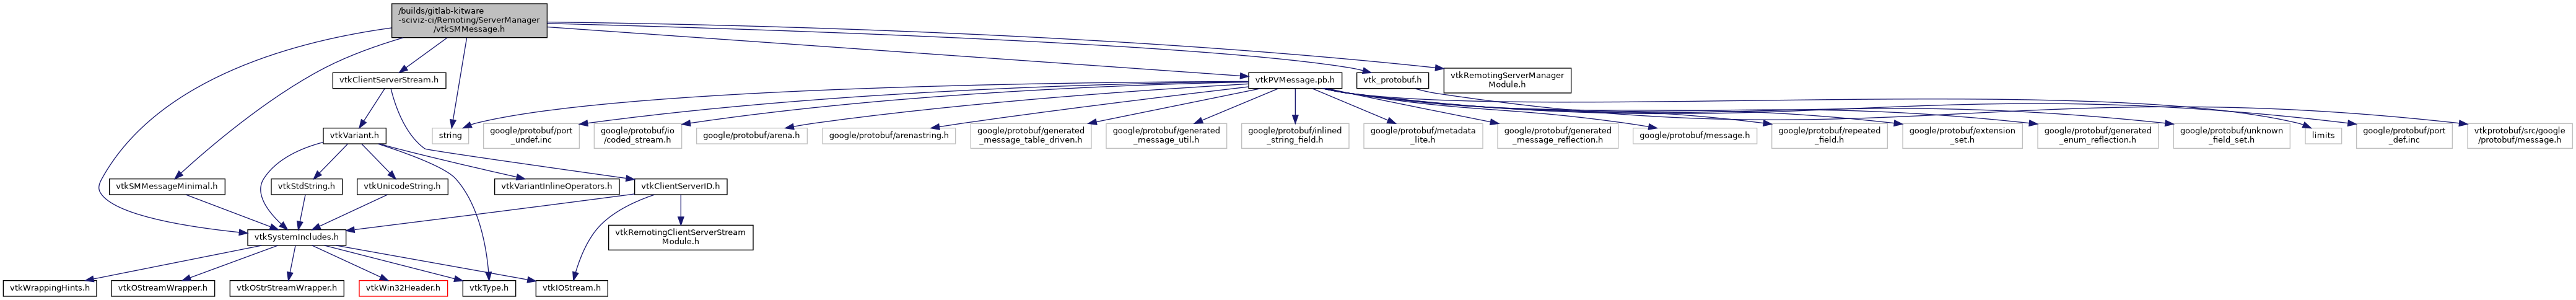 /builds/gitlab-kitware
-sciviz-ci/Remoting/ServerManager
/vtkSMMessage.h
vtkClientServerStream.h
vtkPVMessage.pb.h
vtk_protobuf.h
vtkRemotingServerManager
Module.h
vtkVariant.h
string
google/protobuf/port
_undef.inc
google/protobuf/io
/coded_stream.h
google/protobuf/arena.h
google/protobuf/arenastring.h
google/protobuf/generated
_message_table_driven.h
google/protobuf/generated
_message_util.h
google/protobuf/inlined
_string_field.h
google/protobuf/metadata
_lite.h
google/protobuf/generated
_message_reflection.h
google/protobuf/message.h
google/protobuf/repeated
_field.h
google/protobuf/extension
_set.h
google/protobuf/generated
_enum_reflection.h
google/protobuf/unknown
_field_set.h
limits
google/protobuf/port
_def.inc
vtkprotobuf/src/google
/protobuf/message.h
vtkSMMessageMinimal.h
vtkStdString.h
vtkUnicodeString.h
vtkVariantInlineOperators.h
vtkClientServerID.h
vtkSystemIncludes.h
vtkRemotingClientServerStream
Module.h
vtkWrappingHints.h
vtkOStreamWrapper.h
vtkOStrStreamWrapper.h
vtkWin32Header.h
vtkType.h
vtkIOStream.h